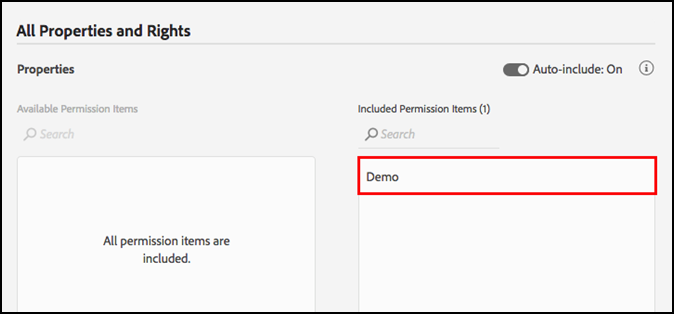 All Properties and Rights
Properties
Auto-include: On
Available Permission Items
Included Permission Items (1)
Search
Search
Demo
All permission items are
included.